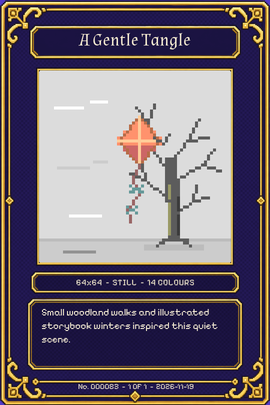 A Gentle Tangle
64x64 - STILL - 14 COLOURS
Small woodland walks and illustrated
storybook winters inspired this quiet
scene.
No. 000083 - 1 OF 1 - 2026-11-19